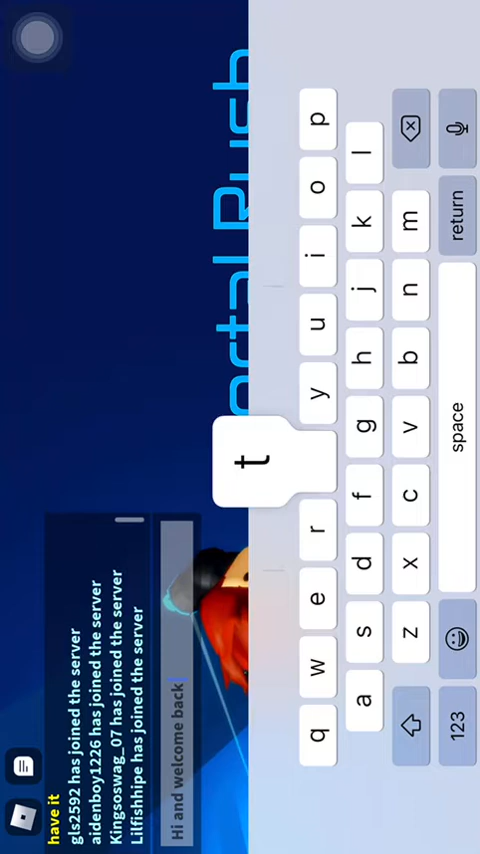 have it
gls2592 has joined the server
aidenboy1226 has joined the server
Kingsoswag_07 has joined the server
Lilfishhipe has joined the server
Hi and welcome back
q w e r t y u i o p
a s d f g h j k l
z x c v b n m
123 space return